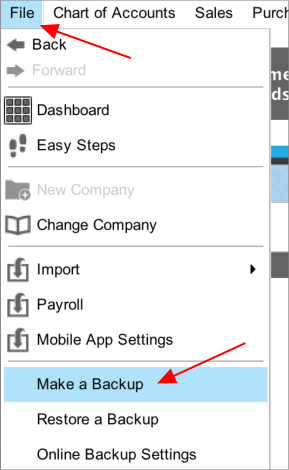 File Chart of Accounts Sales Purch
Back
Forward
Dashboard
Easy Steps
New Company
Change Company
Import
Payroll
Mobile App Settings
Make a Backup
Restore a Backup
Online Backup Settings
me
ds